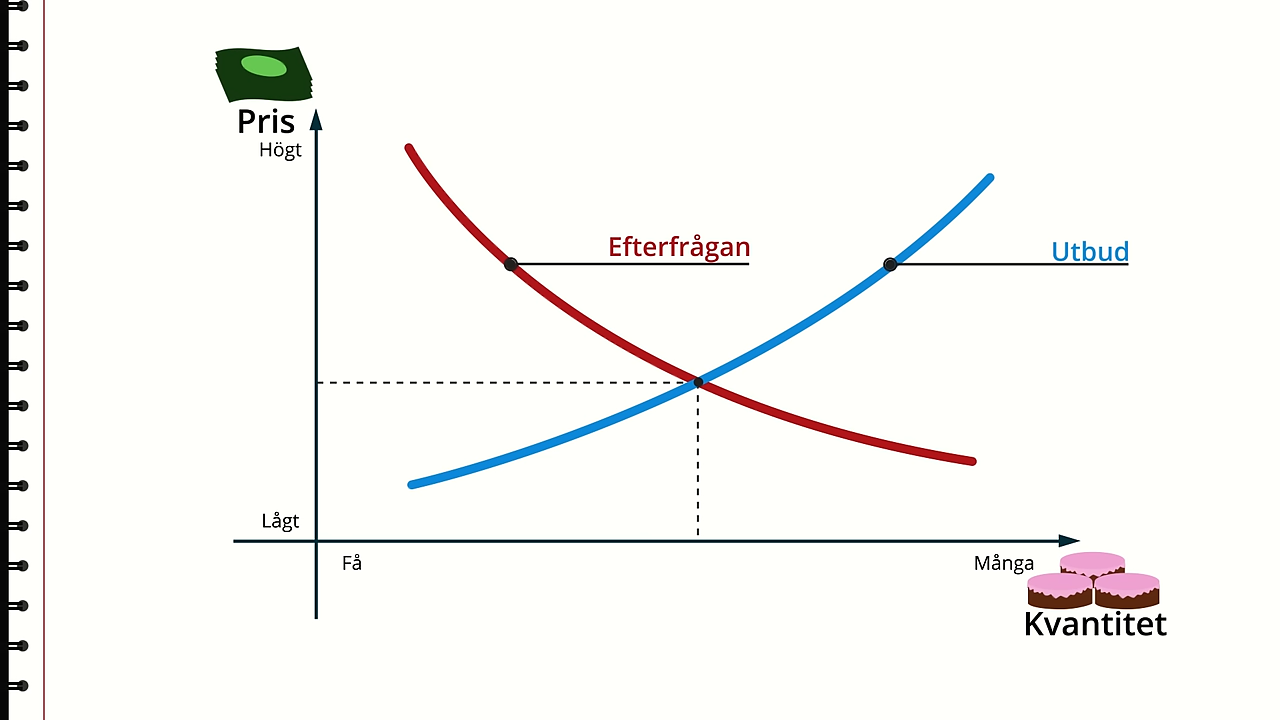 Pris
Högt
Efterfrågan
Utbud
Lågt
Få
Många
Kvantitet